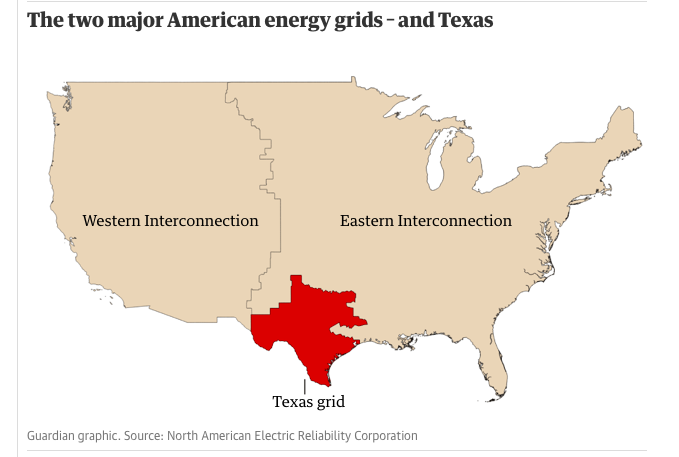 The two major American energy grids – and Texas
Western Interconnection
Eastern Interconnection
Texas grid
Guardian graphic. Source: North American Electric Reliability Corporation